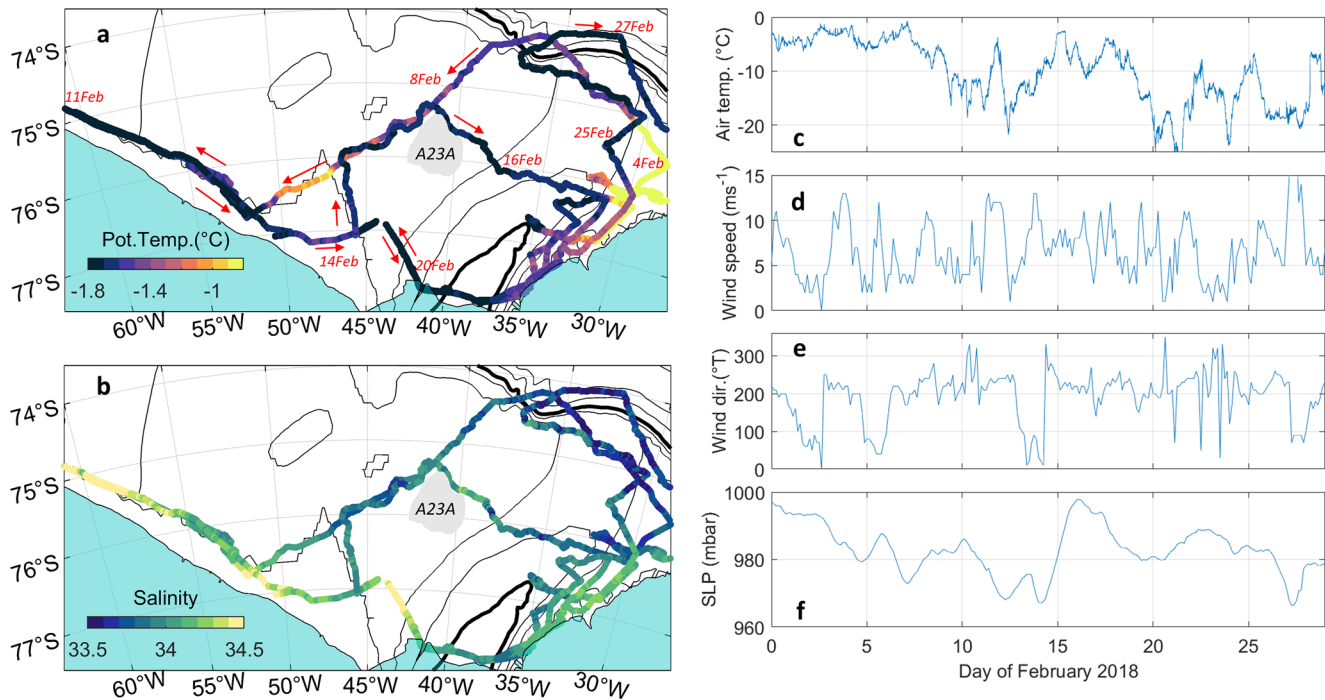 a
74°S
75°S
76°S
77°S
27Feb
8Feb
11Feb
A23A
16Feb
25Feb
4Feb
14Feb
20Feb
Pot.Temp.(°C)
-1.8 -1.4 -1
60°W 55°W 50°W 45°W 40°W 35°W 30°W
b
74°S
75°S
76°S
77°S
A23A
Salinity
33.5 34 34.5
60°W 55°W 50°W 45°W 40°W 35°W 30°W
Air temp. (°C)
0
-10
-20
c
Wind speed (ms⁻¹)
15
10
5
0
d
Wind dir.(°T)
300
200
100
0
e
SLP (mbar)
1000
980
960
f
0 5 10 15 20 25
Day of February 2018